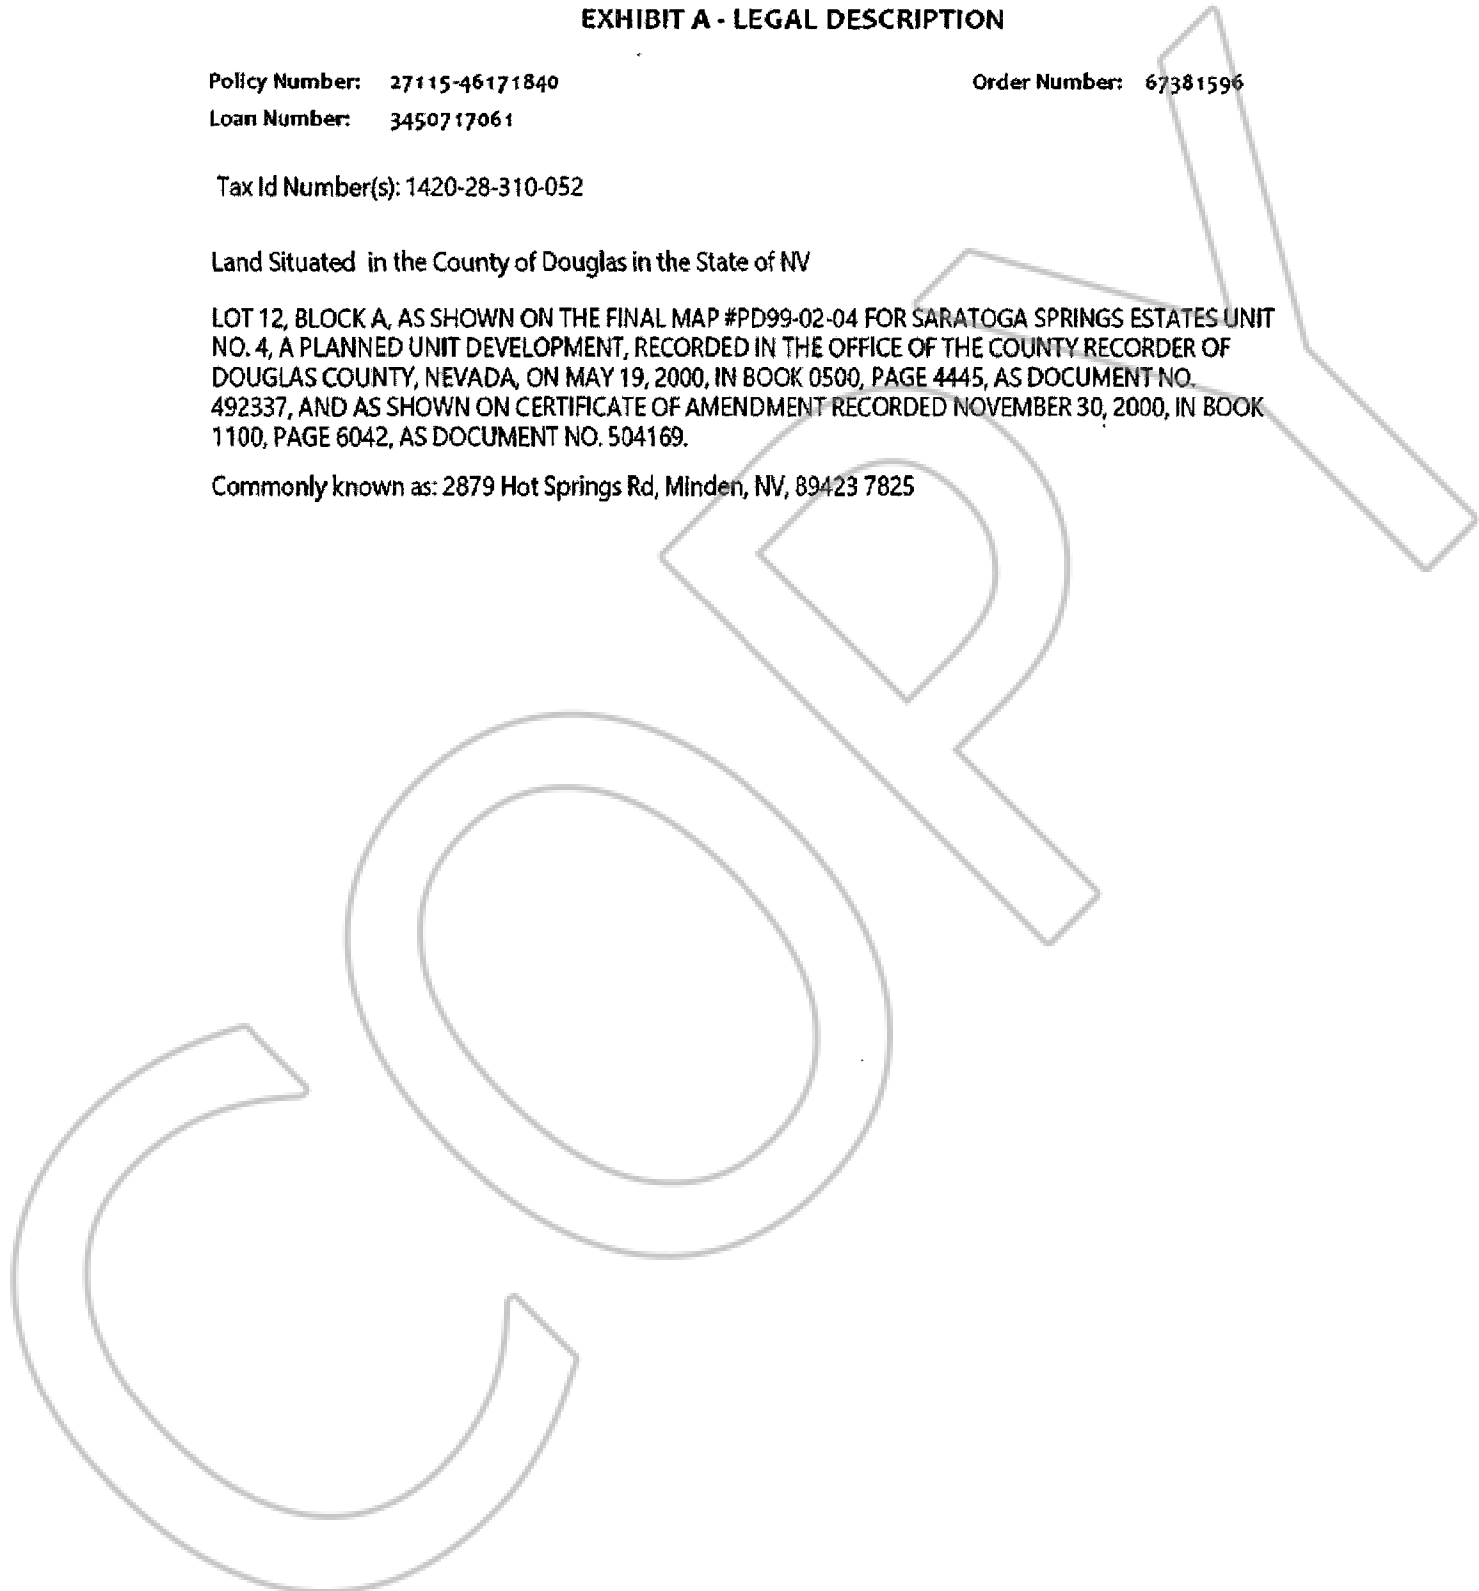 EXHIBIT A - LEGAL DESCRIPTION
Policy Number: 27115-46171840 Order Number: 67381596
Loan Number: 3450717061
Tax Id Number(s): 1420-28-310-052
Land Situated in the County of Douglas in the State of NV
LOT 12, BLOCK A, AS SHOWN ON THE FINAL MAP #PD99-02-04 FOR SARATOGA SPRINGS ESTATES UNIT
NO. 4, A PLANNED UNIT DEVELOPMENT, RECORDED IN THE OFFICE OF THE COUNTY RECORDER OF
DOUGLAS COUNTY, NEVADA, ON MAY 19, 2000, IN BOOK 0500, PAGE 4445, AS DOCUMENT NO.
492337, AND AS SHOWN ON CERTIFICATE OF AMENDMENT RECORDED NOVEMBER 30, 2000, IN BOOK
1100, PAGE 6042, AS DOCUMENT NO. 504169.
Commonly known as: 2879 Hot Springs Rd, Minden, NV, 89423 7825
COPY